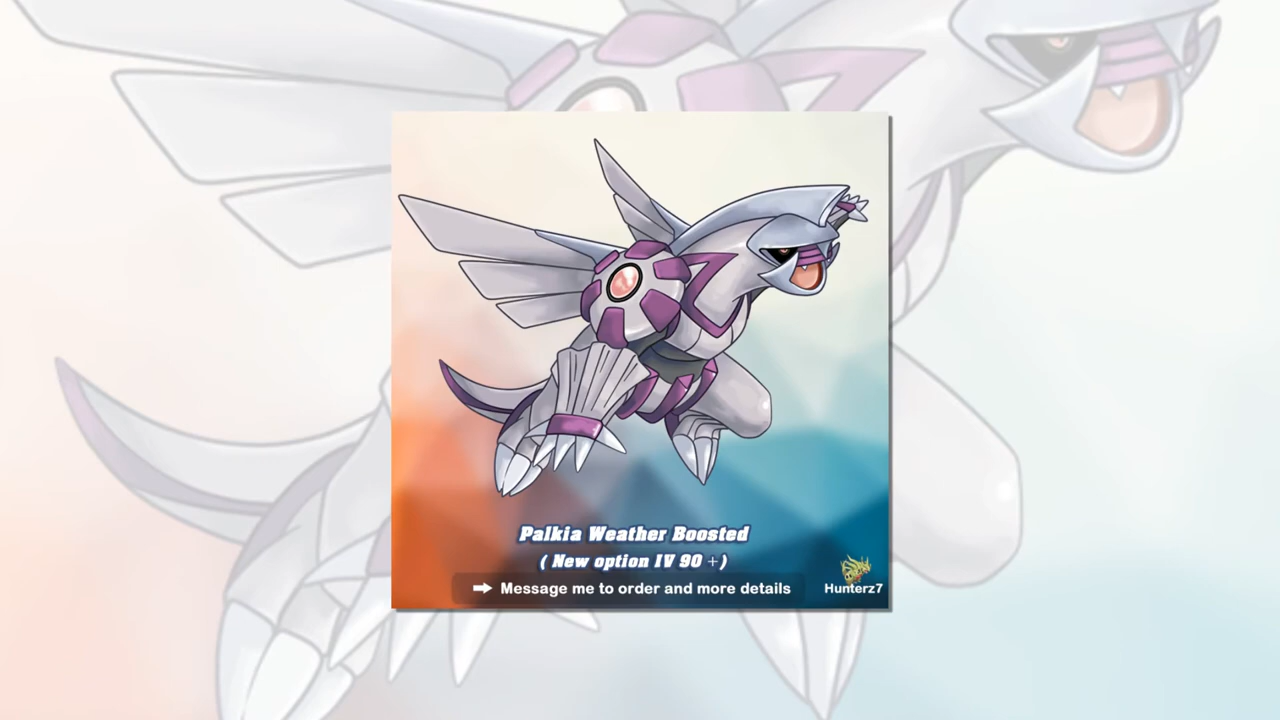 Palkia Weather Boosted
( New option IV 90 +)
Message me to order and more details
Hunterz7